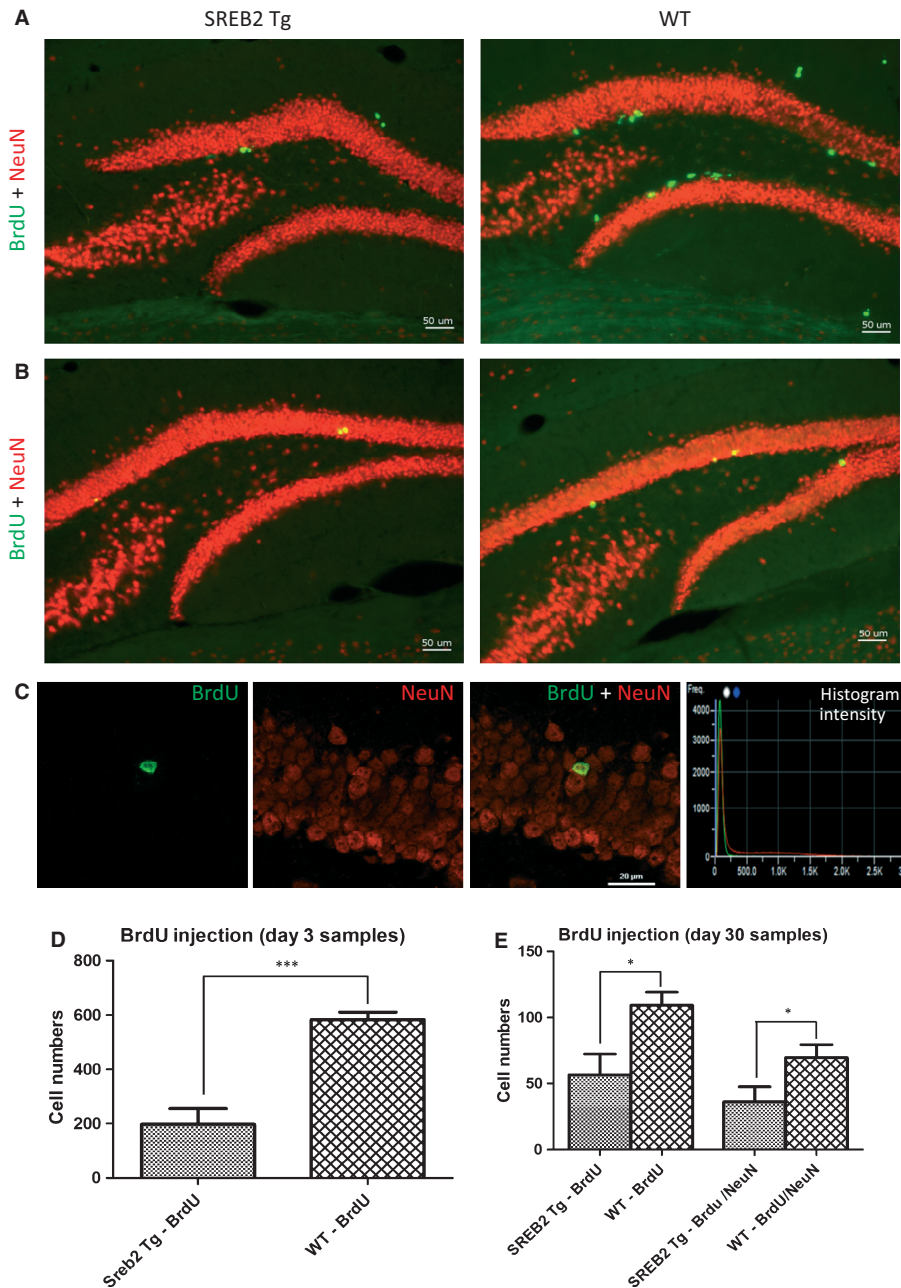 A
SREB2 Tg
WT
BrdU + NeuN
50 um
50 um
B
BrdU + NeuN
50 um
50 um
C
BrdU
NeuN
BrdU + NeuN
20 µm
Freq.
Histogram
intensity
4000
3000
2000
1000
0
0
500.0
1.0K
1.5K
2.0K
2.5K
3
D
BrdU injection (day 3 samples)
***
Cell numbers
800
600
400
200
0
Sreb2 Tg - BrdU
WT - BrdU
E
BrdU injection (day 30 samples)
*
*
Cell numbers
150
100
50
0
SREB2 Tg - BrdU
WT - BrdU
SREB2 Tg - Brdu /NeuN
WT - BrdU/NeuN